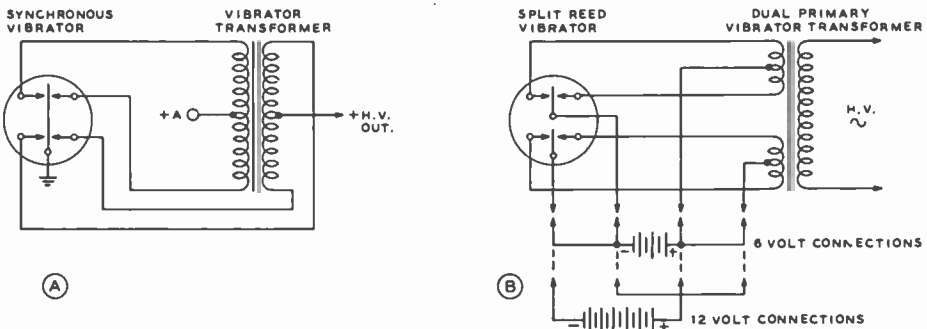 SYNCHRONOUS
VIBRATOR
VIBRATOR
TRANSFORMER
+A
+H.V.
OUT.
A
SPLIT REED
VIBRATOR
DUAL PRIMARY
VIBRATOR TRANSFORMER
H.V.
~
- +
6 VOLT CONNECTIONS
B
- +
12 VOLT CONNECTIONS